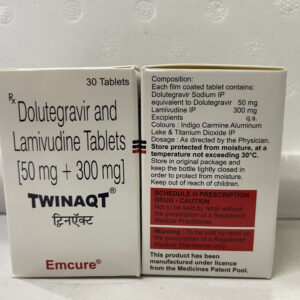 30 Tablets
Rx
Dolutegravir and
Lamivudine Tablets
[50 mg + 300 mg]
TWINAQT®
ट्विनऍक्ट
Emcure®
Composition:
Each film coated tablet contains:
Dolutegravir Sodium IP
equivalent to Dolutegravir 50 mg
Lamivudine IP 300 mg
Excipients q.s.
Colours : Indigo Carmine Aluminum
Lake & Titanium Dioxide IP
Dosage : As directed by the Physician.
Store protected from moisture, at a
temperature not exceeding 30°C.
Store in original package and
keep the bottle tightly closed in
order to protect from moisture.
Keep out of reach of children.
SCHEDULE H PRESCRIPTION
DRUG - CAUTION
Not to be sold by retail without
the prescription of a Registered
Medical Practitioner.
Warning : To be sold by retail on
the prescription of a Registered
Medical Practitioner only.
This product has been
manufactured under licence
from the Medicines Patent Pool.